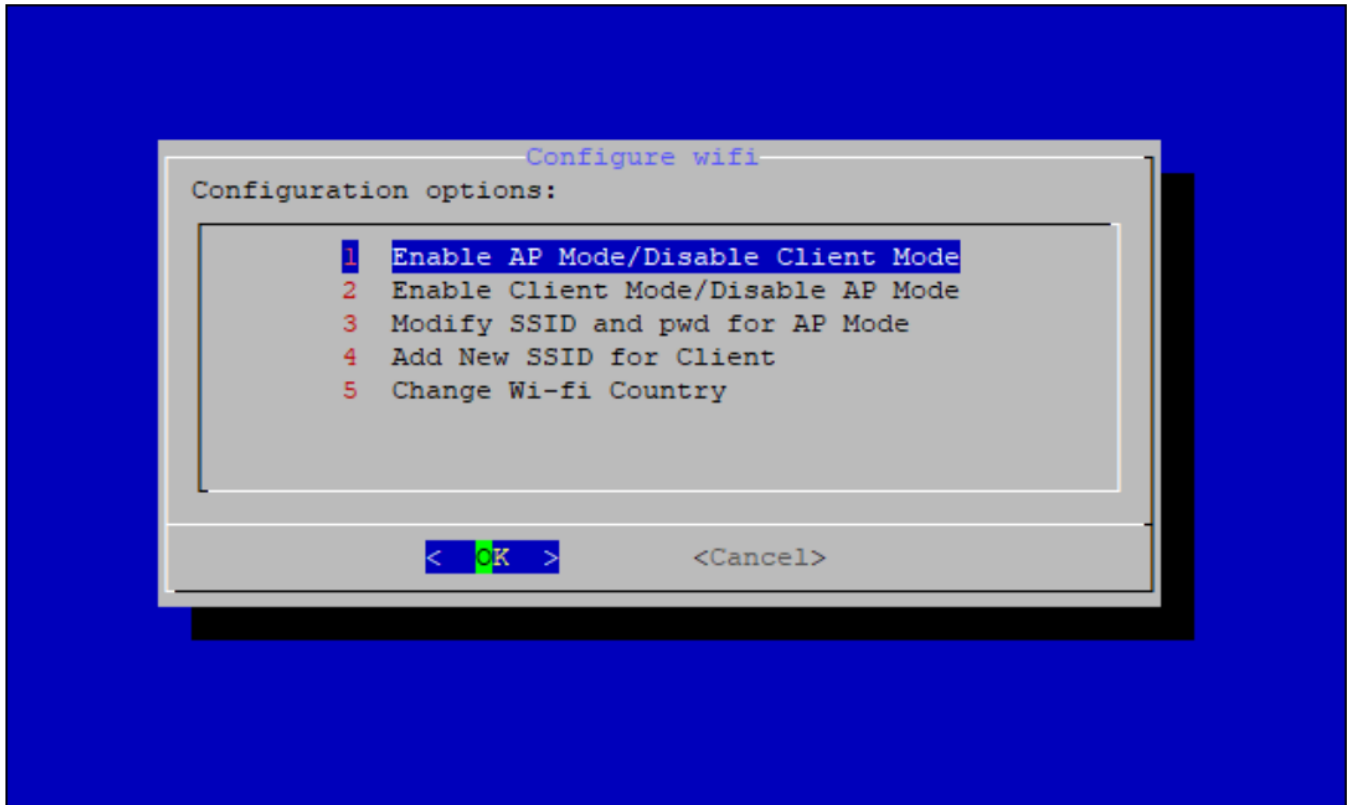 Configure wifi
Configuration options:
1 Enable AP Mode/Disable Client Mode
2 Enable Client Mode/Disable AP Mode
3 Modify SSID and pwd for AP Mode
4 Add New SSID for Client
5 Change Wi-fi Country
< OK > <Cancel>